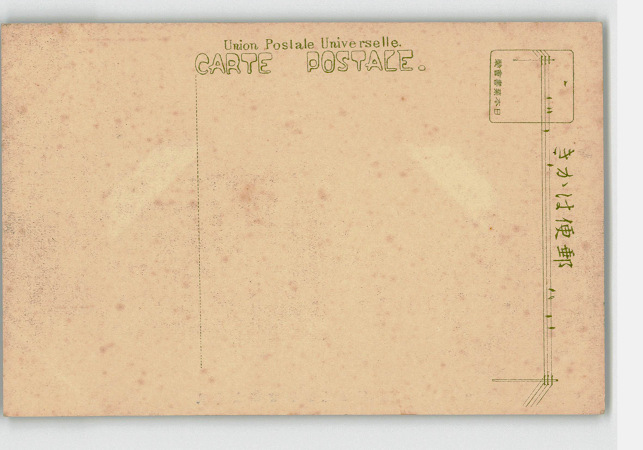 Union Postale Universelle.
CARTE POSTALE.
きかは便郵